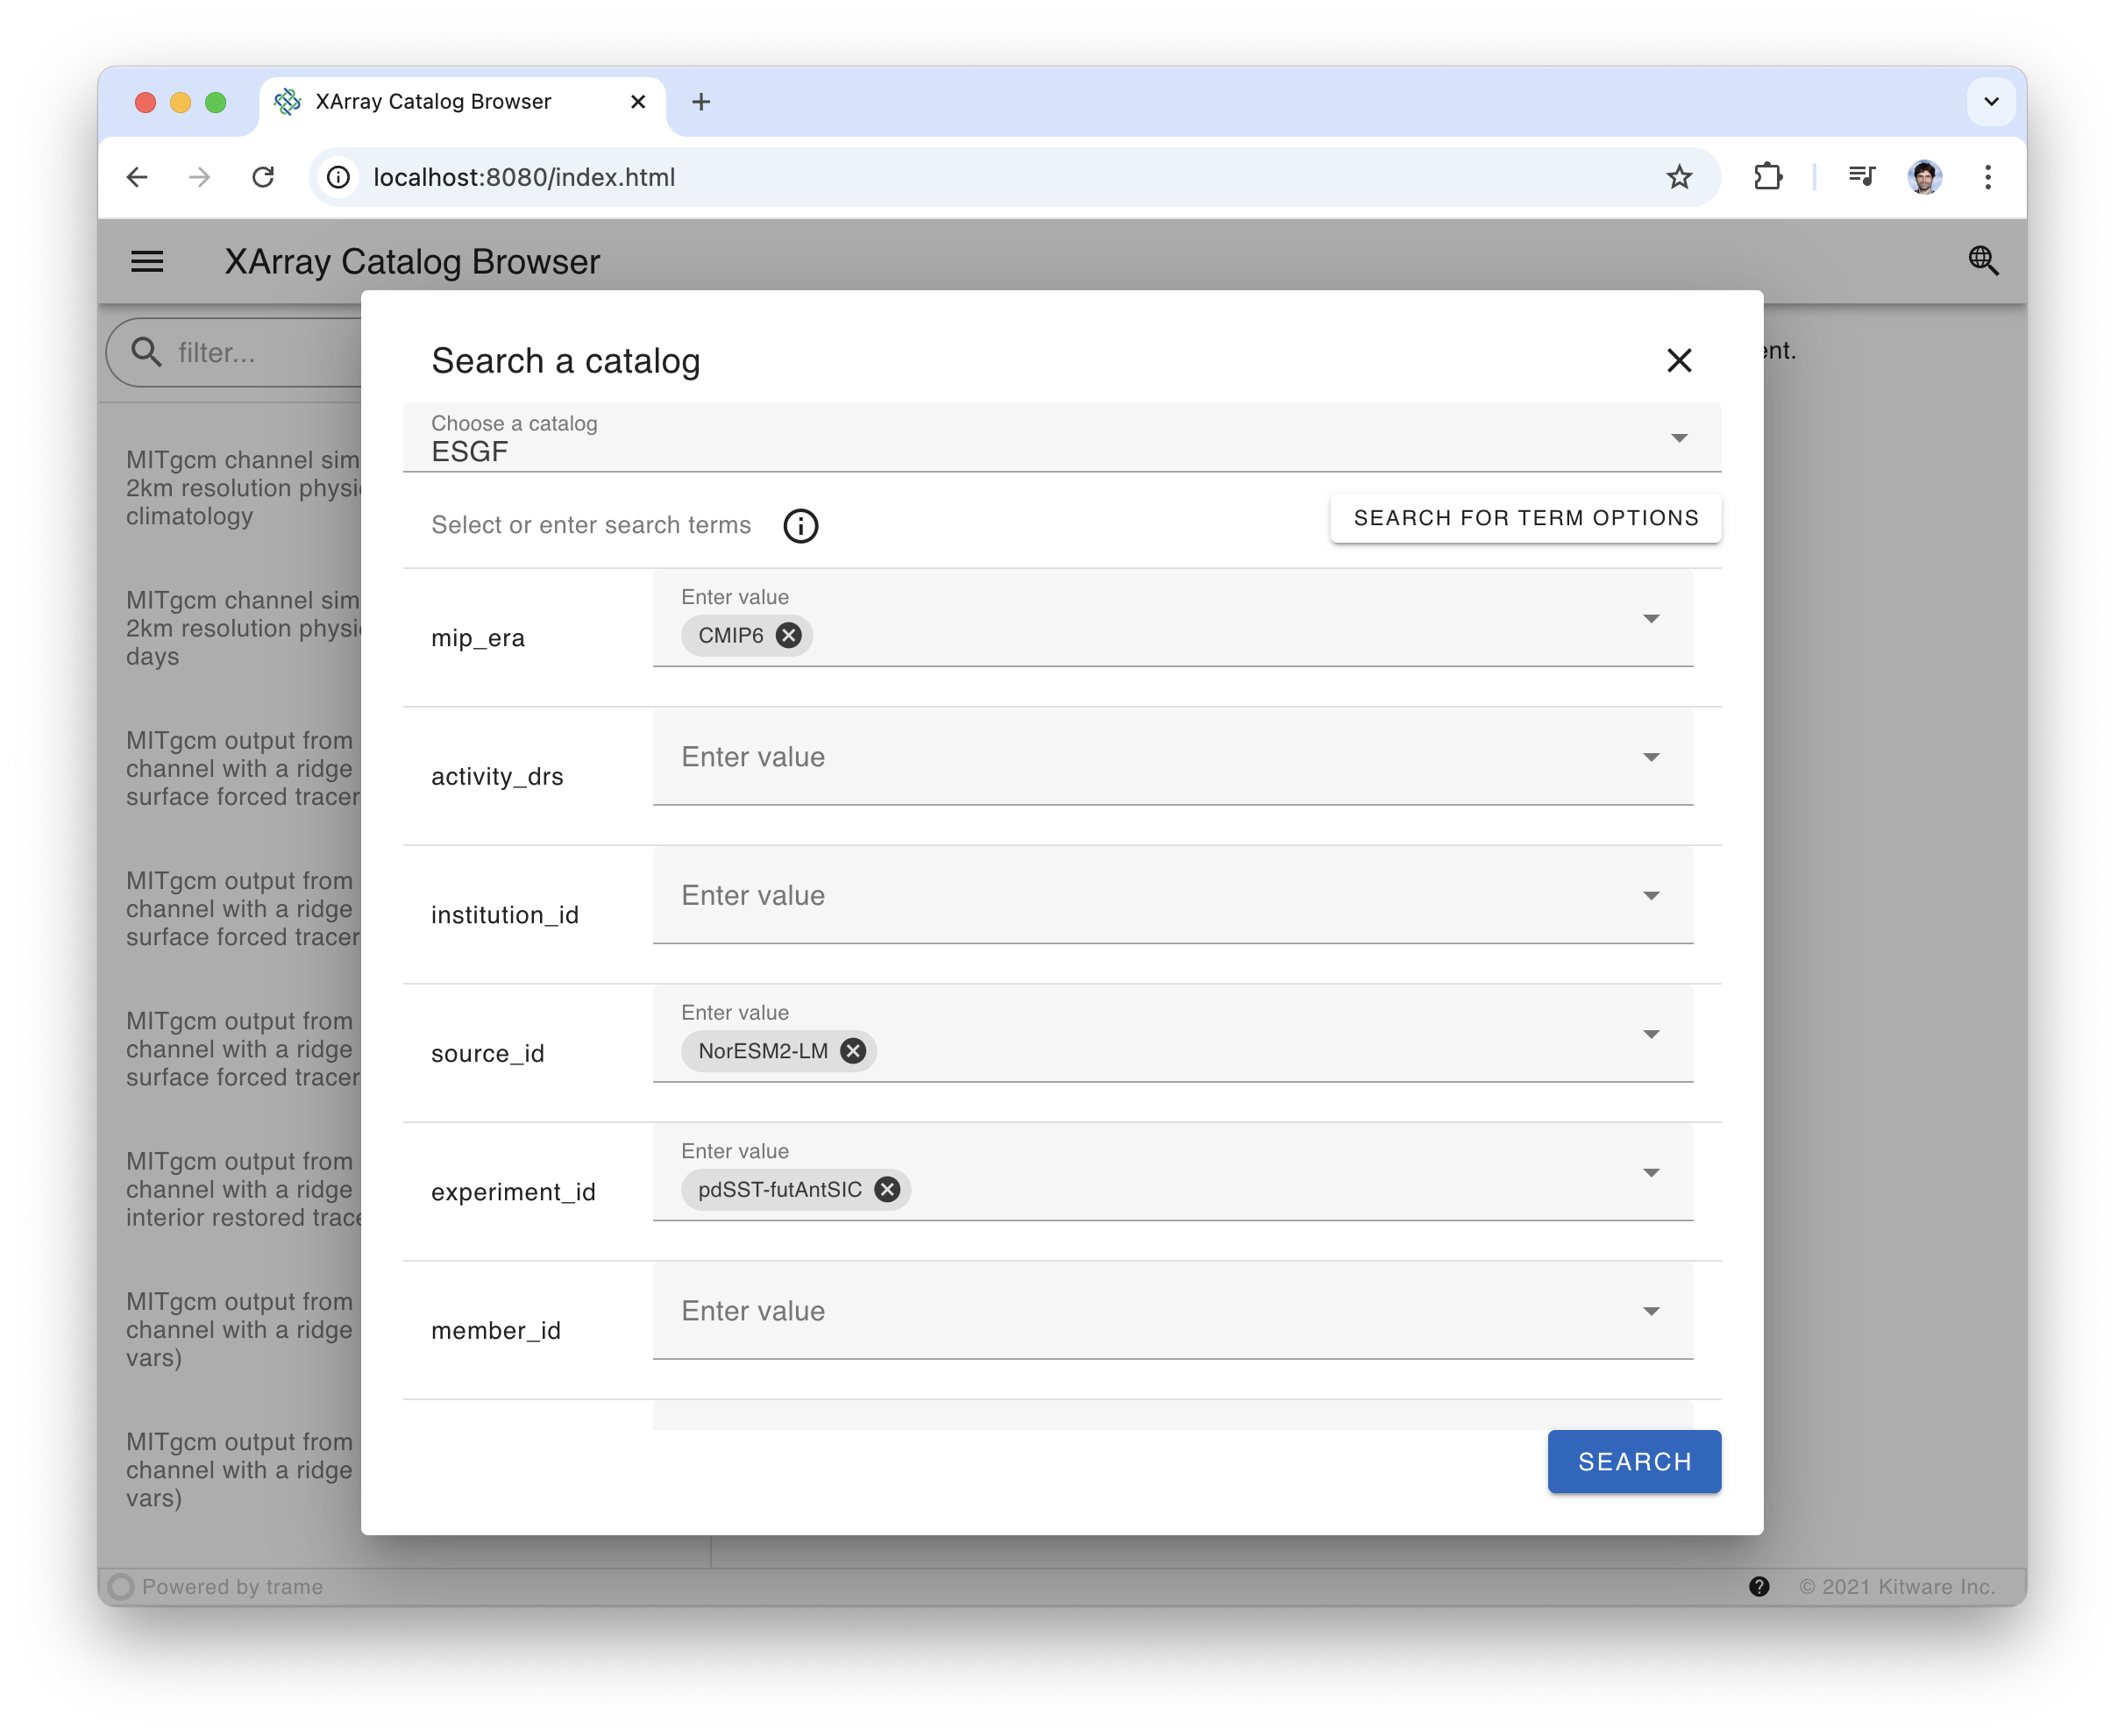 XArray Catalog Browser
localhost:8080/index.html
XArray Catalog Browser
filter...
MITgcm channel sim
2km resolution physi
climatology
MITgcm channel sim
2km resolution physi
days
MITgcm output from
channel with a ridge
surface forced tracer
MITgcm output from
channel with a ridge
surface forced tracer
MITgcm output from
channel with a ridge
surface forced tracer
MITgcm output from
channel with a ridge
interior restored trace
MITgcm output from
channel with a ridge
vars)
MITgcm output from
channel with a ridge
vars)
ent.
Search a catalog
Choose a catalog
ESGF
Select or enter search terms
SEARCH FOR TERM OPTIONS
mip_era
Enter value
CMIP6
activity_drs
Enter value
institution_id
Enter value
source_id
Enter value
NorESM2-LM
experiment_id
Enter value
pdSST-futAntSIC
member_id
Enter value
SEARCH
Powered by trame
© 2021 Kitware Inc.